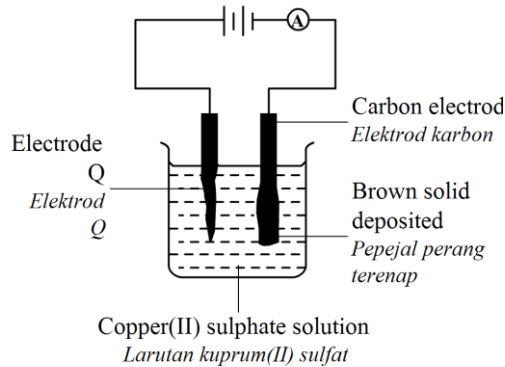 A
Carbon electrod
Elektrod karbon
Electrode
Q
Elektrod
Q
Brown solid
deposited
Pepejal perang
terenap
Copper(II) sulphate solution
Larutan kuprum(II) sulfat